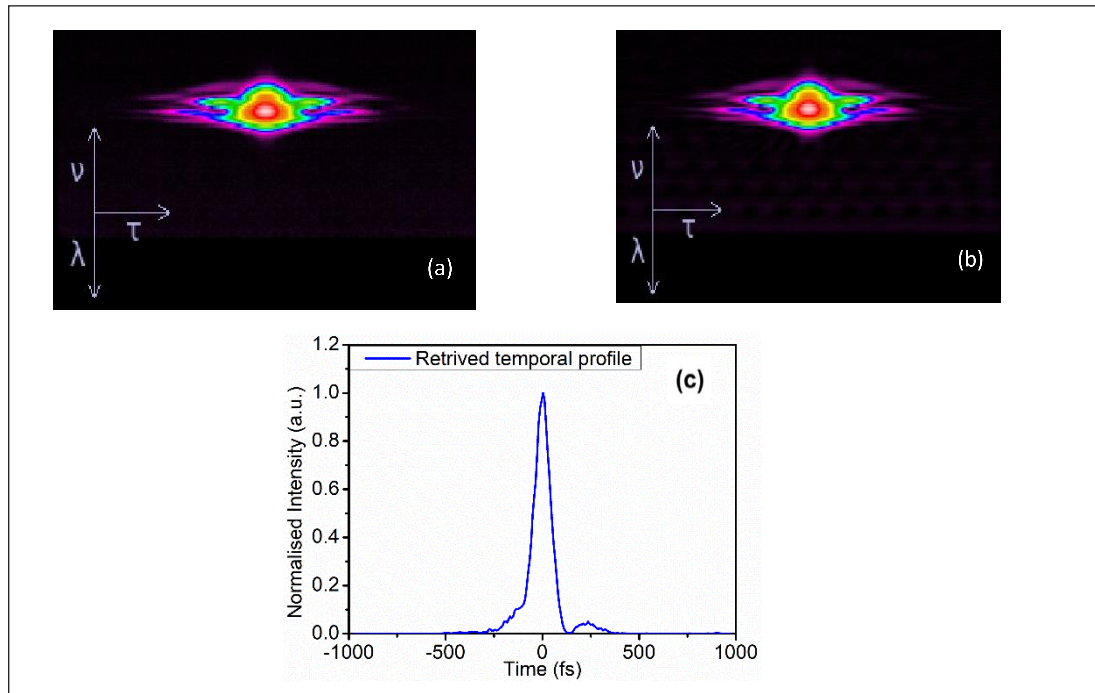 ν
τ
λ
(a)
ν
τ
λ
(b)
Retrived temporal profile
(c)
Normalised Intensity (a.u.)
1.2
1.0
0.8
0.6
0.4
0.2
0.0
-1000
-500
0
500
1000
Time (fs)